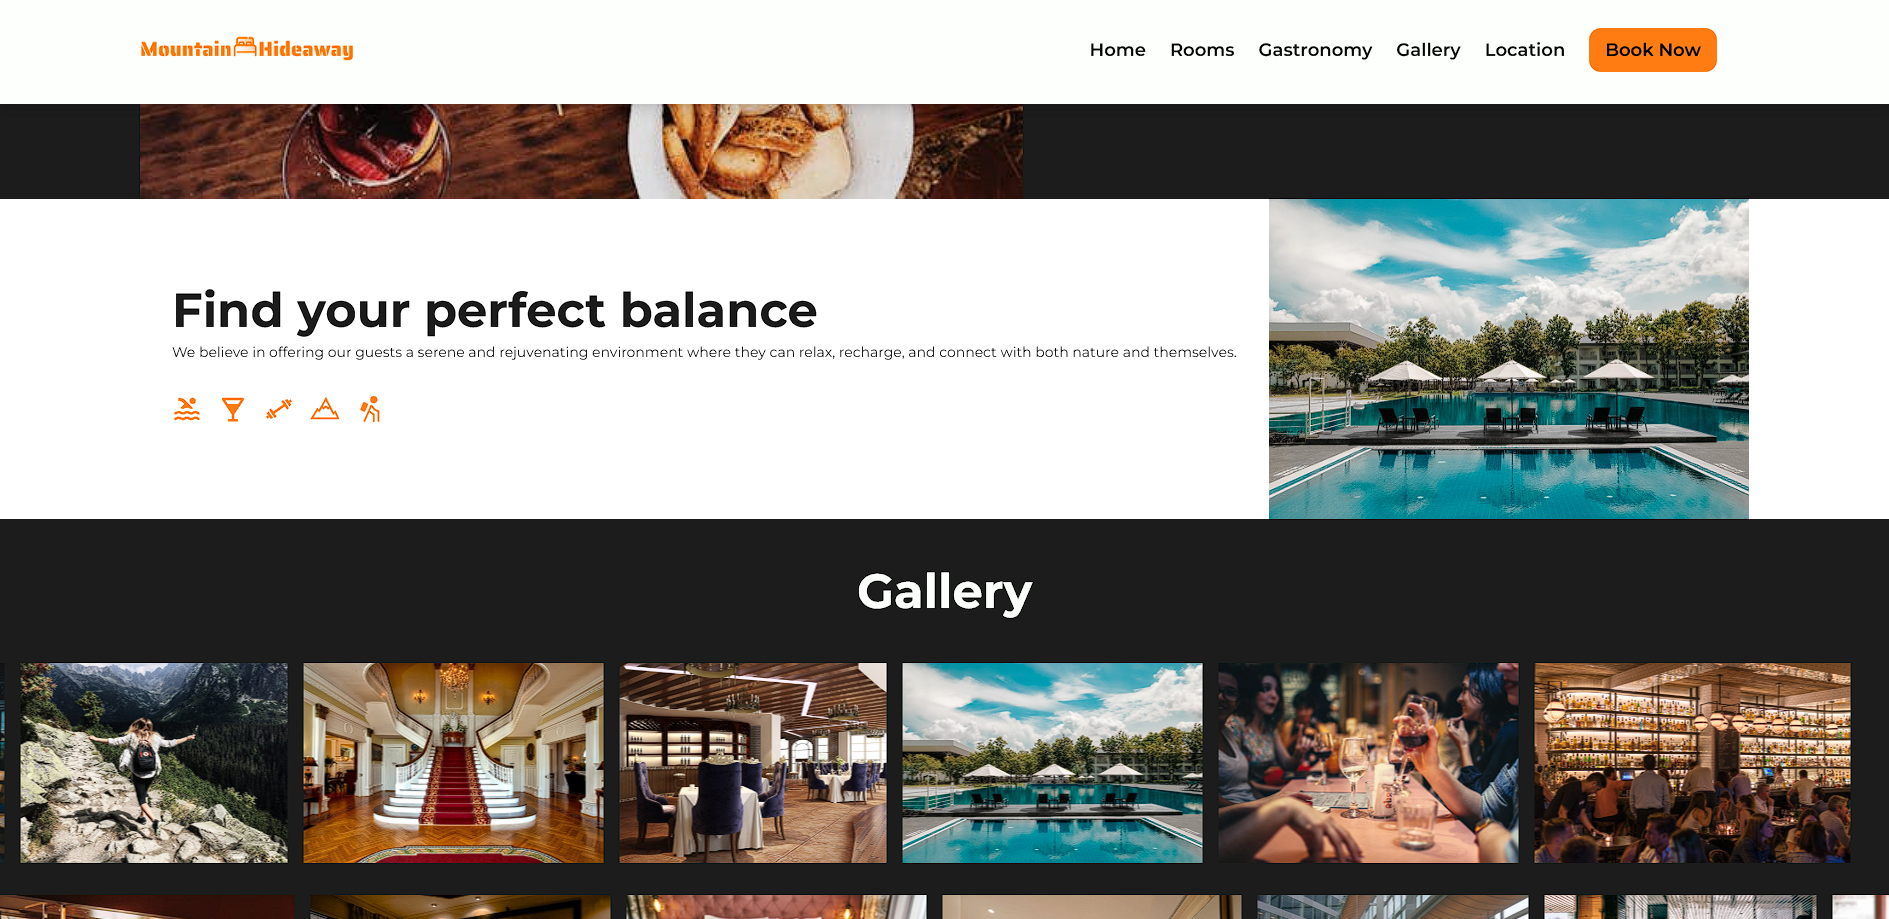 Mountain Hideaway
Home Rooms Gastronomy Gallery Location Book Now
Find your perfect balance
We believe in offering our guests a serene and rejuvenating environment where they can relax, recharge, and connect with both nature and themselves.
Gallery